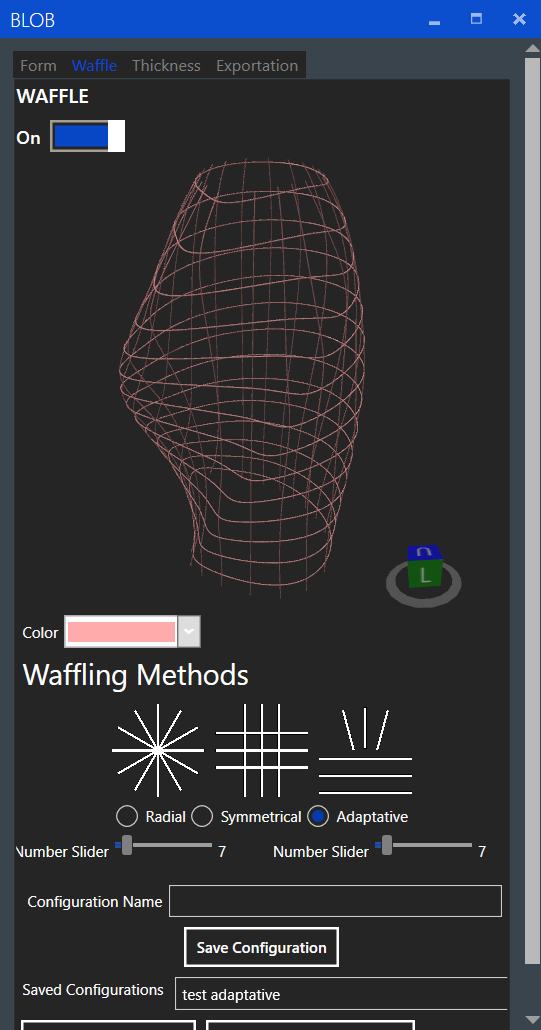 BLOB
Form Waffle Thickness Exportation
WAFFLE
On
L
Color
Waffling Methods
Radial Symmetrical Adaptative
Number Slider 7 Number Slider 7
Configuration Name
Save Configuration
Saved Configurations test adaptative